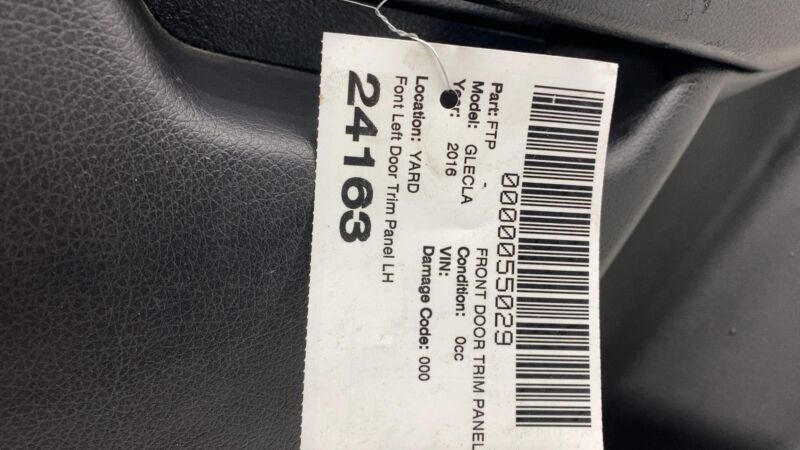 0000055029
Part: FTP - FRONT DOOR TRIM PANEL
Model: GLECLA Condition: 0cc
Year: 2016 VIN:
Damage Code: 000
Location: YARD
Font Left Door Trim Panel LH
24163